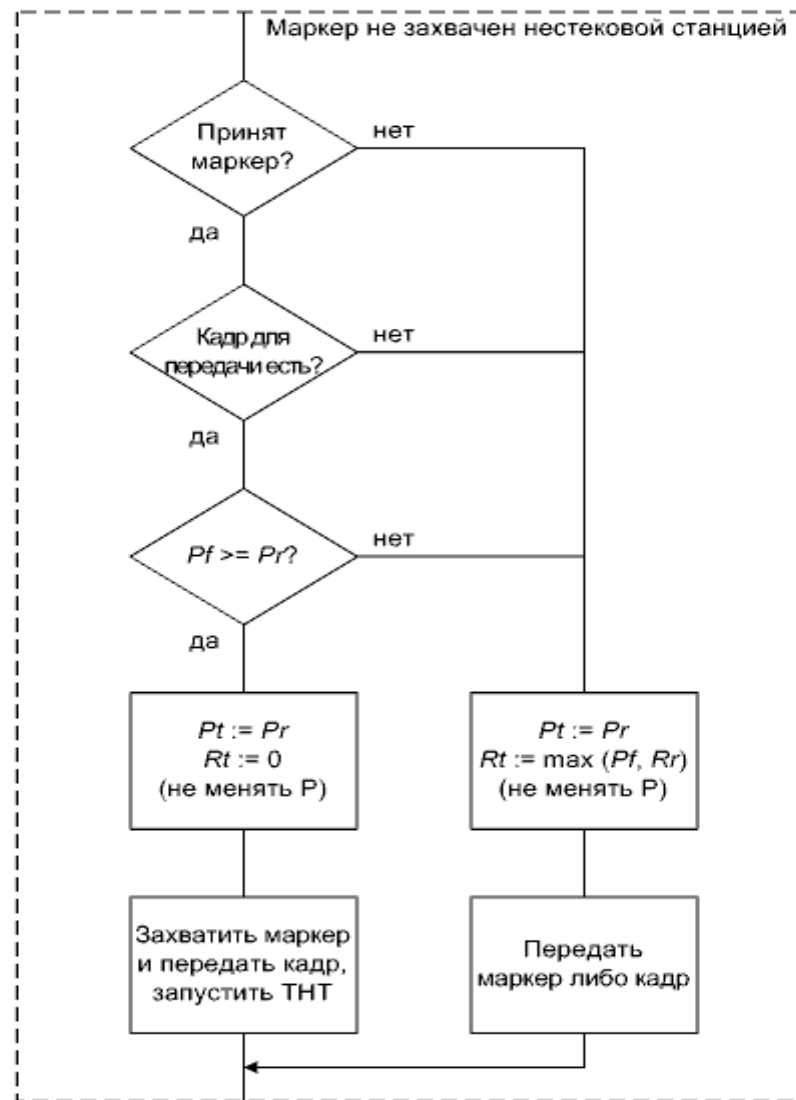 Маркер не захвачен нестековой станцией
Принят
маркер?
нет
да
Кадр для
передачи есть?
нет
да
Pf >= Pr?
нет
да
Pt := Pr
Rt := 0
(не менять P)
Pt := Pr
Rt := max (Pf, Rr)
(не менять P)
Захватить маркер
и передать кадр,
запустить THT
Передать
маркер либо кадр